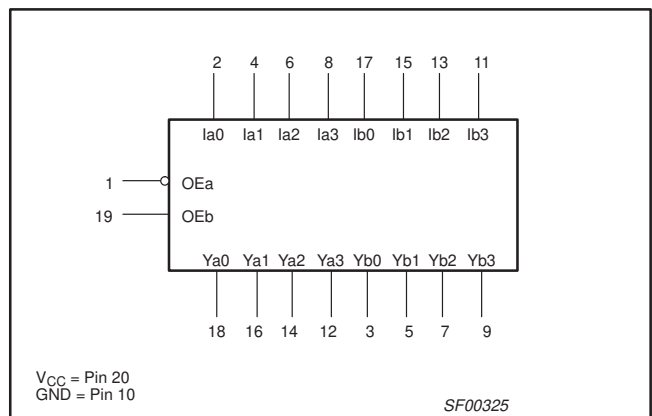 2 4 6 8 17 15 13 11
Ia0 Ia1 Ia2 Ia3 Ib0 Ib1 Ib2 Ib3
1 OEa
19 OEb
Ya0 Ya1 Ya2 Ya3 Yb0 Yb1 Yb2 Yb3
18 16 14 12 3 5 7 9
VCC = Pin 20
GND = Pin 10
SF00325